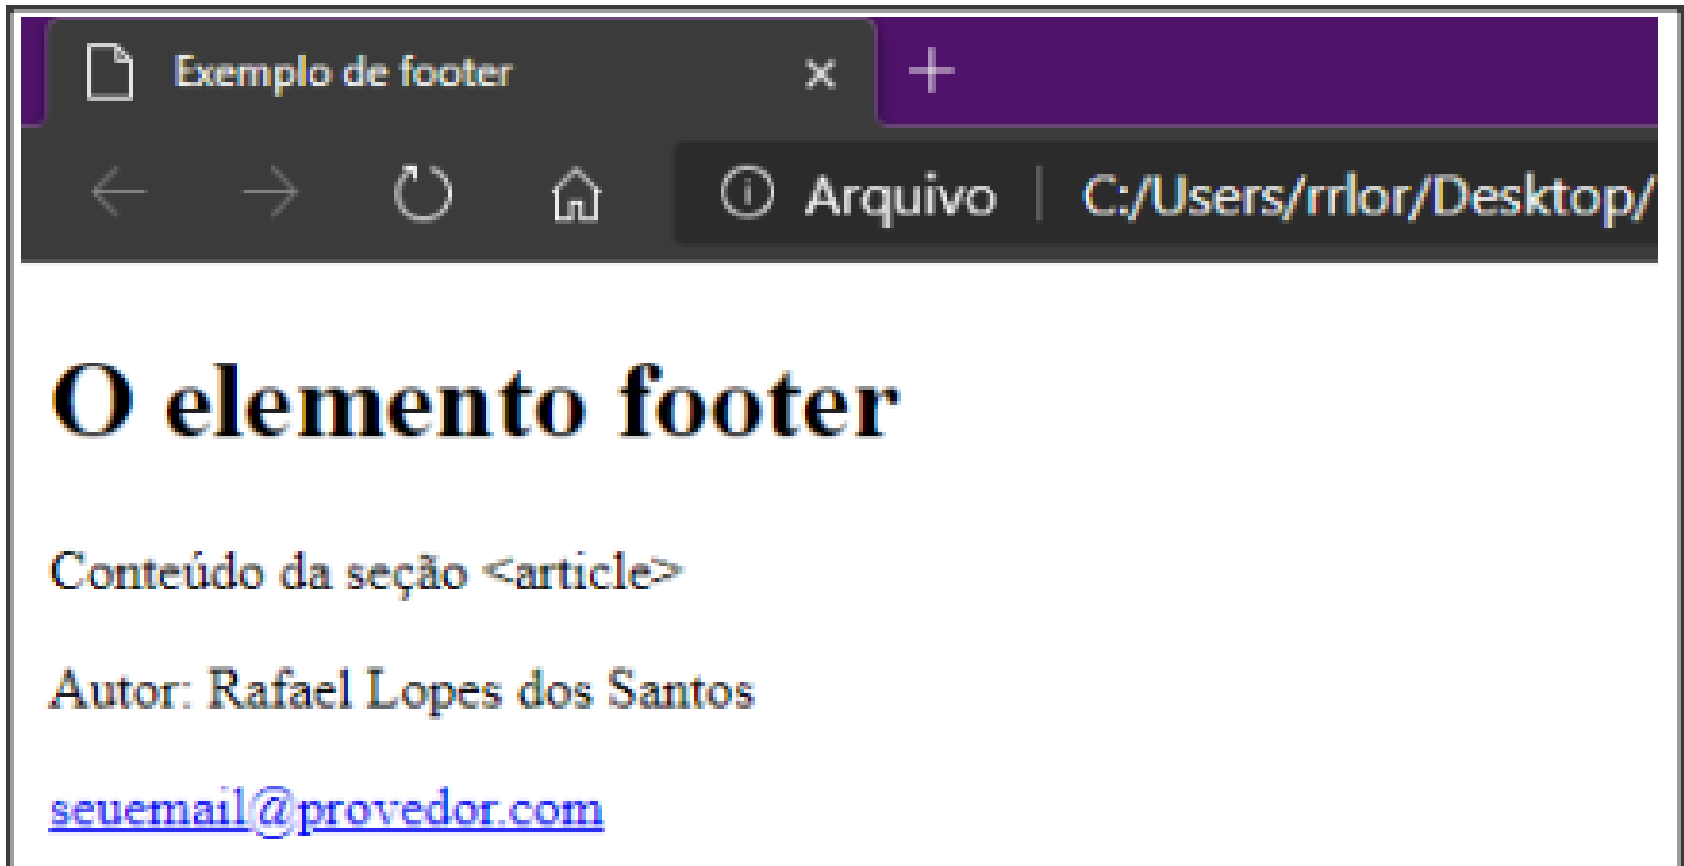 Exemplo de footer
Arquivo | C:/Users/rrlor/Desktop/
O elemento footer
Conteúdo da seção <article>
Autor: Rafael Lopes dos Santos
seuemail@provedor.com